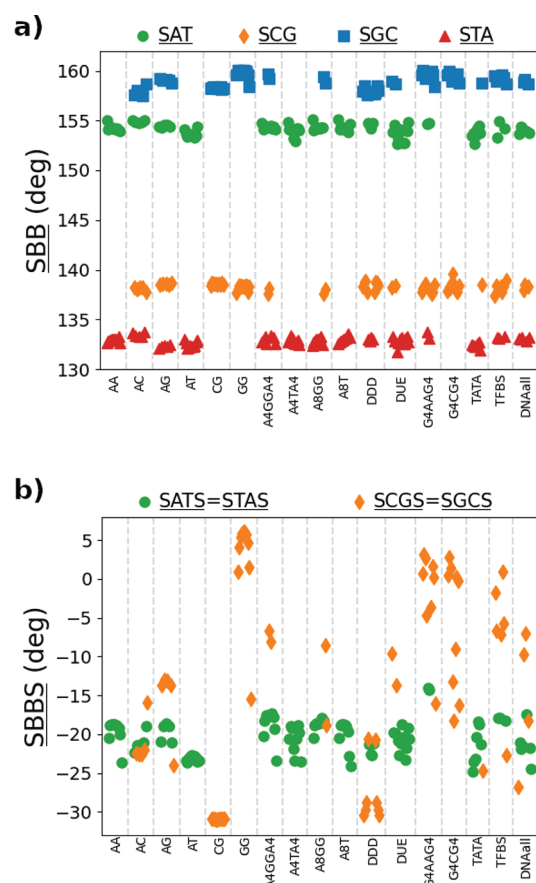 a)
SAT SCG SGC STA
SBB (deg)
160
155
150
145
140
135
130
AA AC AG AT CG GG A4GGA4 A4TA4 A8GG A8T DDD DUE G4AAG4 G4CG4 TATA TFBS DNAall
b)
SATS=STAS SCGS=SGCS
SBBS (deg)
5
0
−5
−10
−15
−20
−25
−30
AA AC AG AT CG GG A4GGA4 A4TA4 A8GG A8T DDD DUE G4AAG4 G4CG4 TATA TFBS DNAall